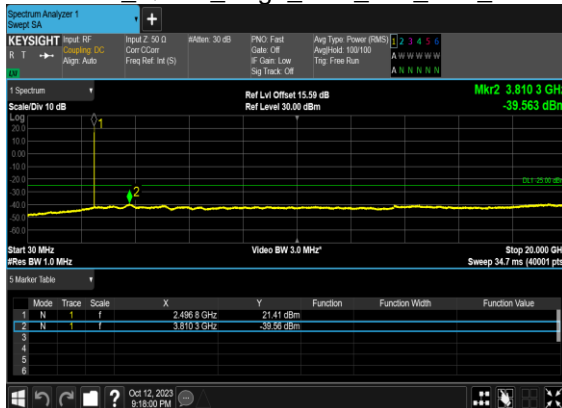 Spectrum Analyzer 1
Swept SA
+
KEYSIGHT Input: RF Input Z: 50 Ω #Atten: 30 dB PNO: Fast Avg Type: Power (RMS) 1 2 3 4 5 6
R T Coupling: DC Corr CCorr Gate: Off Avg|Hold: 100/100 A W W W W W
Align: Auto Freq Ref: Int (S) IF Gain: Low Trig: Free Run
LXI Sig Track: Off A N N N N N
1 Spectrum Ref Lvl Offset 15.59 dB Mkr2 3.810 3 GHz
Scale/Div 10 dB Ref Level 30.00 dBm -39.563 dBm
Log
20.0
10.0
0.00
-10.0
-20.0
-30.0
-40.0
-50.0
-60.0
1
2
DL1 -25.00 dBm
Start 30 MHz Video BW 3.0 MHz* Stop 20.000 GH
#Res BW 1.0 MHz Sweep 34.7 ms (40001 pts
5 Marker Table
Mode Trace Scale X Y Function Function Width Function Value
1 N 1 f 2.496 8 GHz 21.41 dBm
2 N 1 f 3.810 3 GHz -39.56 dBm
3
4
5
6
? Oct 12, 2023
9:18:00 PM